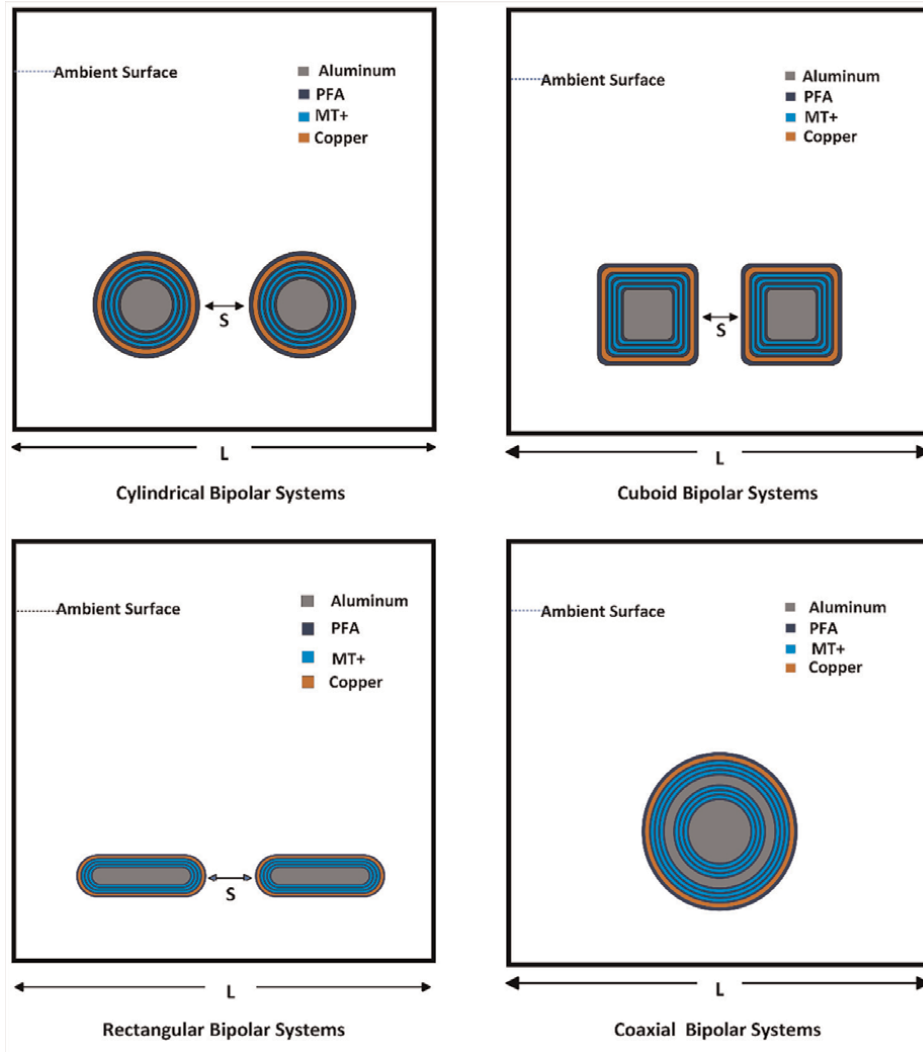 Ambient Surface
Aluminum
PFA
MT+
Copper
S
L
Cylindrical Bipolar Systems
Ambient Surface
Aluminum
PFA
MT+
Copper
S
L
Cuboid Bipolar Systems
Ambient Surface
Aluminum
PFA
MT+
Copper
S
L
Rectangular Bipolar Systems
Ambient Surface
Aluminum
PFA
MT+
Copper
L
Coaxial Bipolar Systems